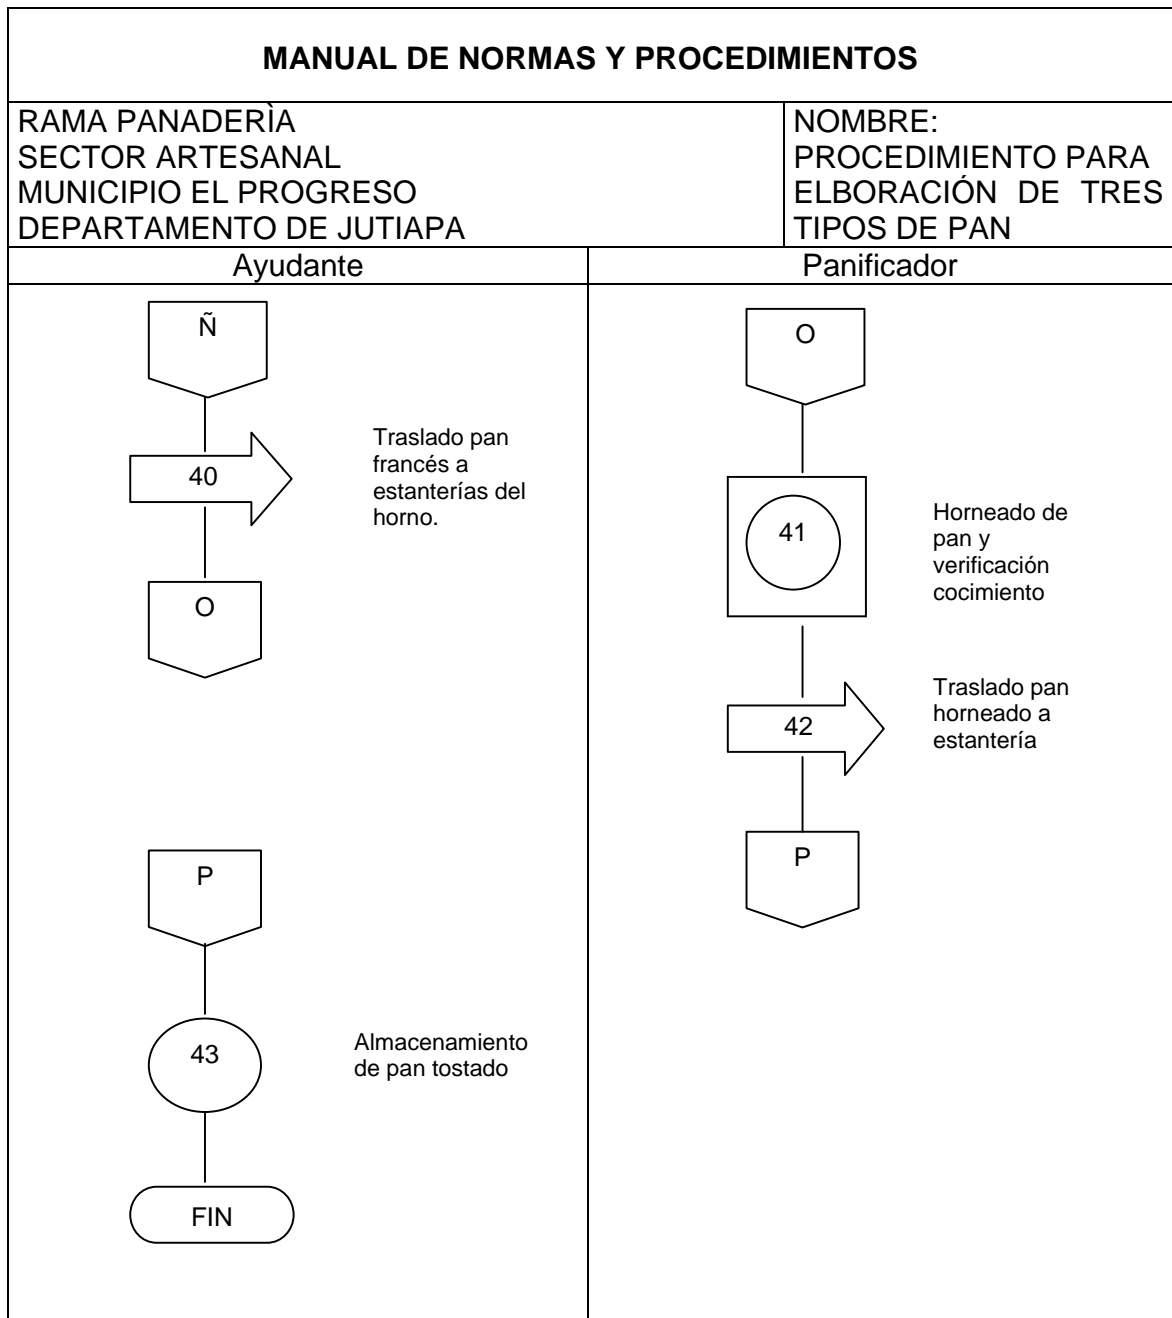 MANUAL DE NORMAS Y PROCEDIMIENTOS
RAMA PANADERÌA
SECTOR ARTESANAL
MUNICIPIO EL PROGRESO
DEPARTAMENTO DE JUTIAPA
NOMBRE:
PROCEDIMIENTO PARA
ELBORACIÓN DE TRES
TIPOS DE PAN
Ayudante
Ñ
40
Traslado pan
francés a
estanterías del
horno.
O
P
43
Almacenamiento
de pan tostado
FIN
Panificador
O
41
Horneado de
pan y
verificación
cocimiento
42
Traslado pan
horneado a
estantería
P